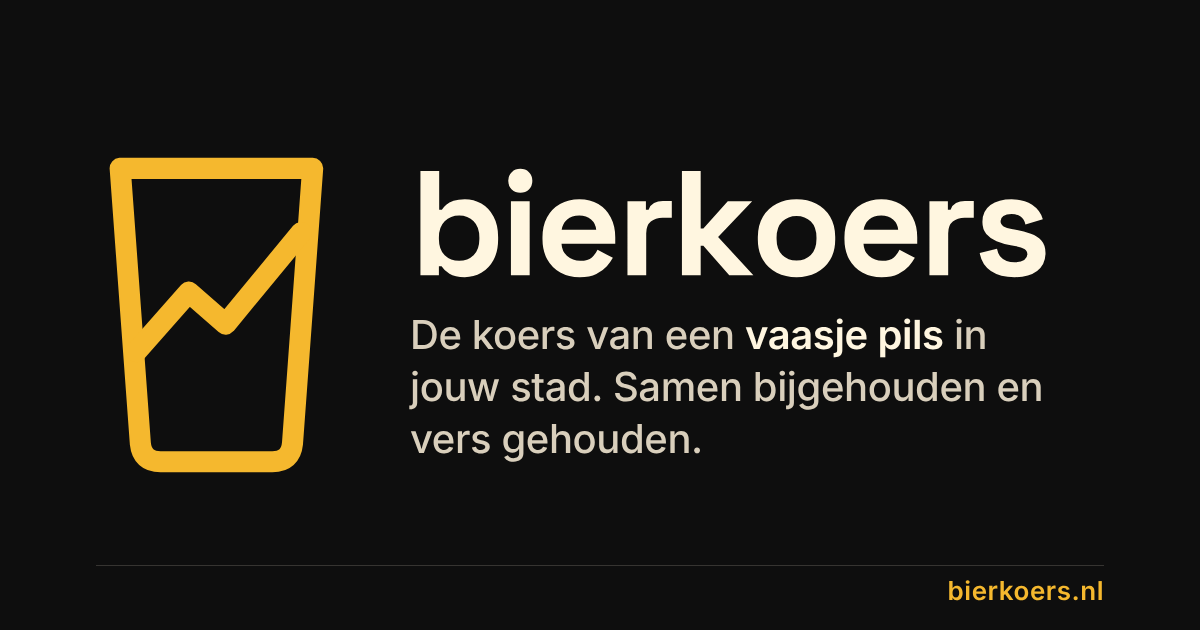 bierkoers
De koers van een vaasje pils in
jouw stad. Samen bijgehouden en
vers gehouden.
bierkoers.nl